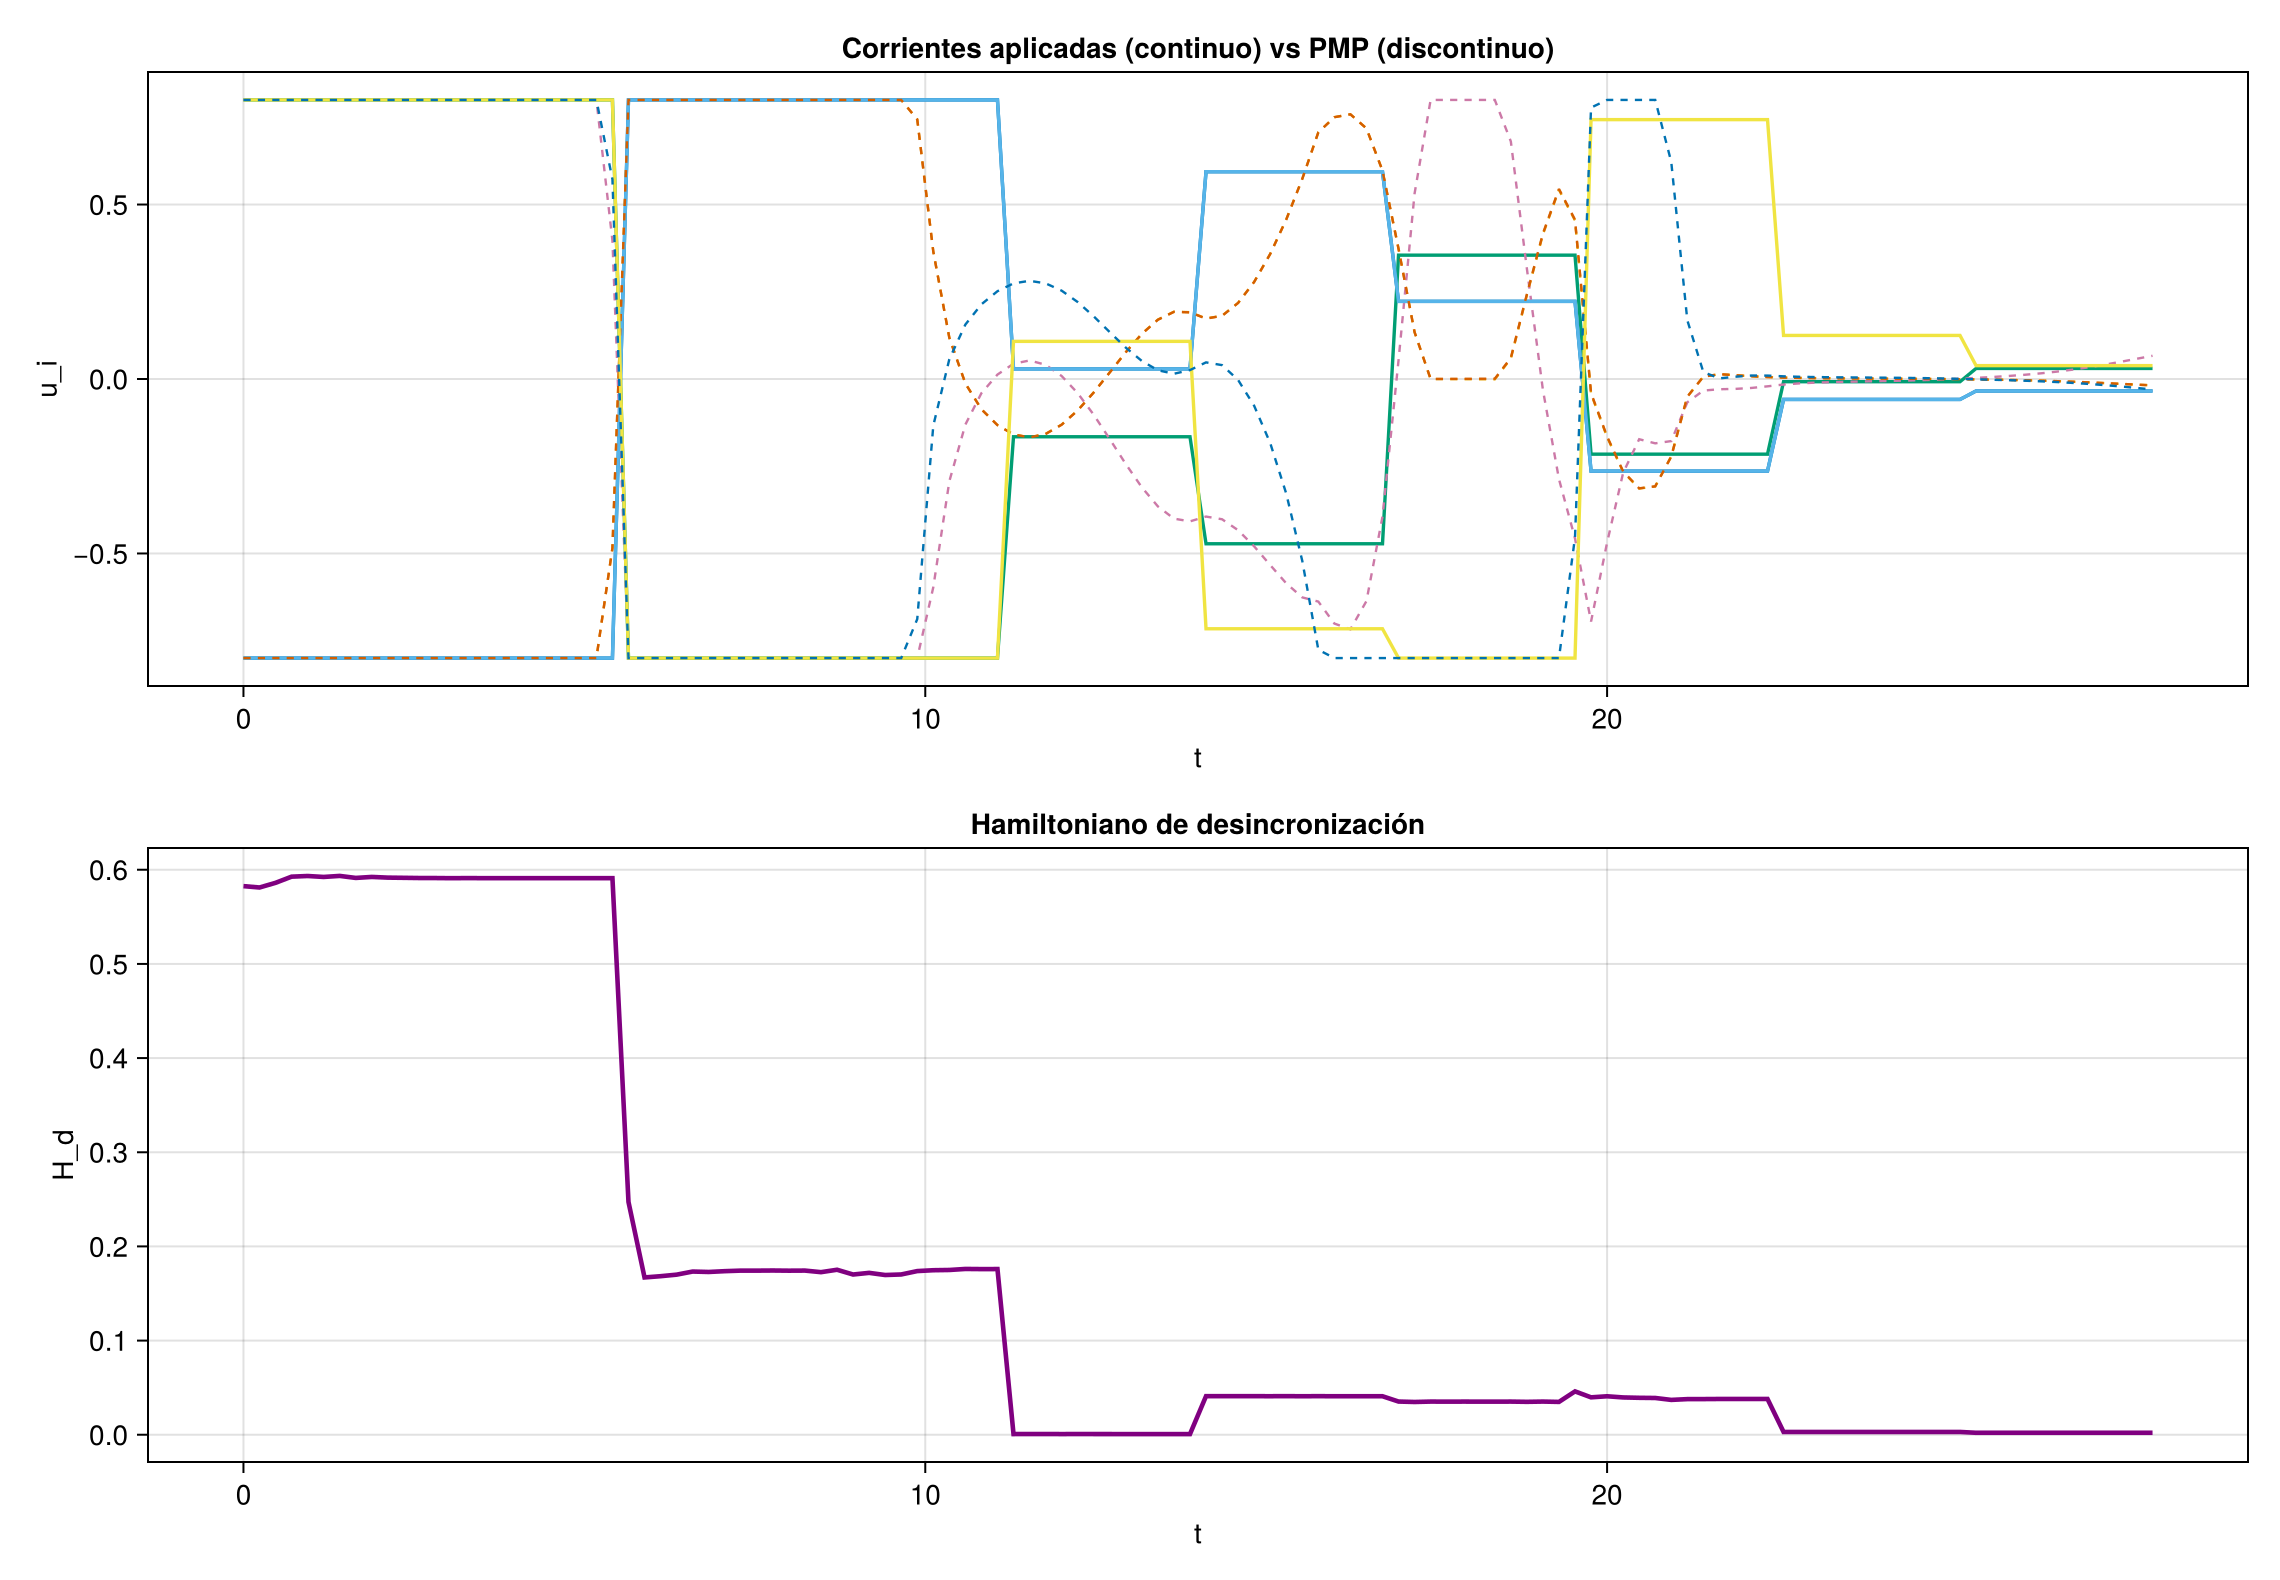 Corrientes aplicadas (continuo) vs PMP (discontinuo)
0.5
0.0
−0.5
u_i
0 10 20
t
Hamiltoniano de desincronización
0.6
0.5
0.4
0.3
0.2
0.1
0.0
H_d
0 10 20
t